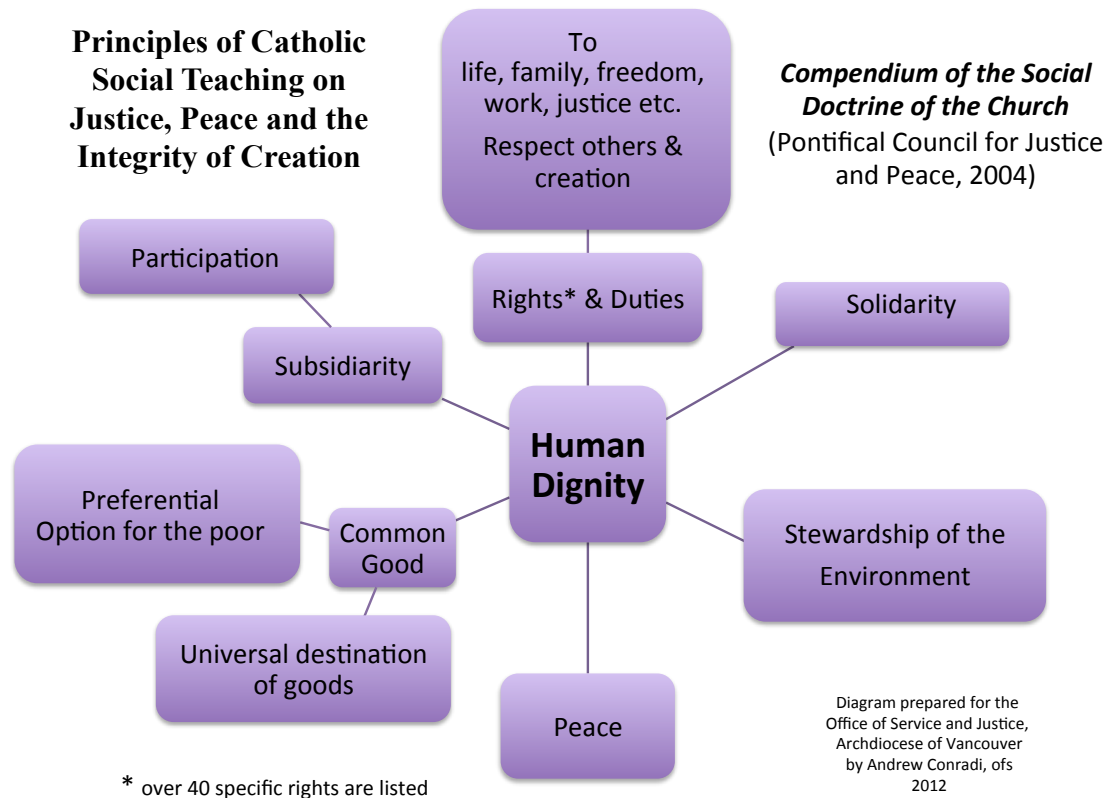 Principles of Catholic
Social Teaching on
Justice, Peace and the
Integrity of Creation
To
life, family, freedom,
work, justice etc.
Respect others &
creation
Compendium of the Social
Doctrine of the Church
(Pontifical Council for Justice
and Peace, 2004)
Participation
Rights* & Duties
Solidarity
Subsidiarity
Human
Dignity
Preferential
Option for the poor
Common
Good
Stewardship of the
Environment
Universal destination
of goods
Peace
* over 40 specific rights are listed
Diagram prepared for the
Office of Service and Justice,
Archdiocese of Vancouver
by Andrew Conradi, ofs
2012